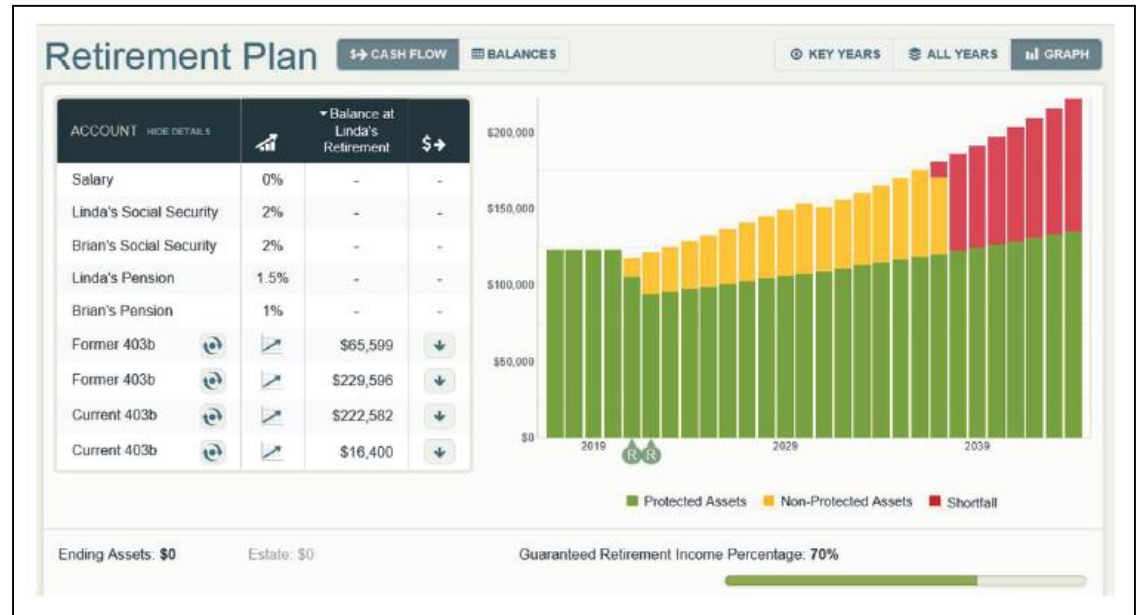 Retirement Plan
$→ CASH FLOW
BALANCES
KEY YEARS
ALL YEARS
GRAPH
ACCOUNT HIDE DETAILS
▾Balance at
Linda's
Retirement
$→
Salary 0% - -
Linda's Social Security 2% - -
Brian's Social Security 2% - -
Linda's Pension 1.5% - -
Brian's Pension 1% - -
Former 403b $65,599
Former 403b $229,596
Current 403b $222,582
Current 403b $16,400
$200,000
$150,000
$100,000
$50,000
$0
2019 2029 2039
R R
Protected Assets Non-Protected Assets Shortfall
Ending Assets: $0 Estate: $0 Guaranteed Retirement Income Percentage: 70%